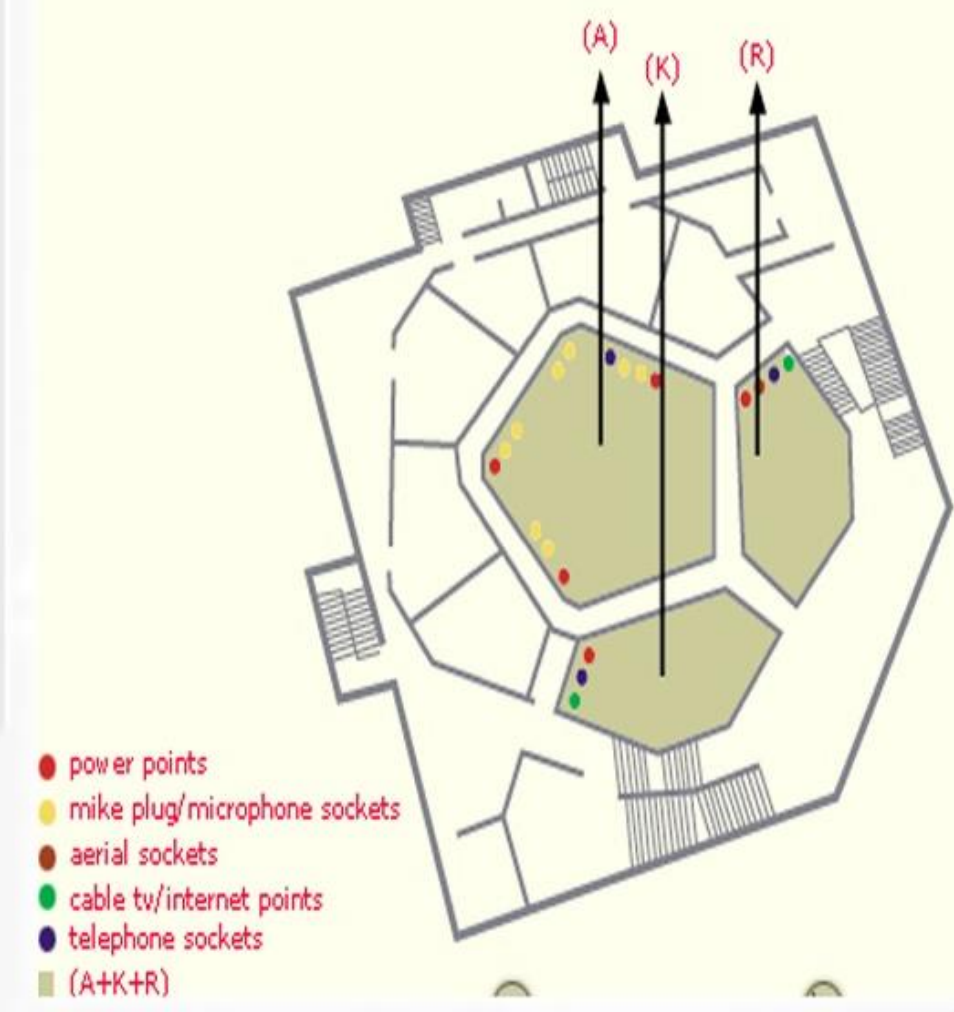 (A)
(K)
(R)
power points
mike plug/microphone sockets
aerial sockets
cable tv/internet points
telephone sockets
(A+K+R)